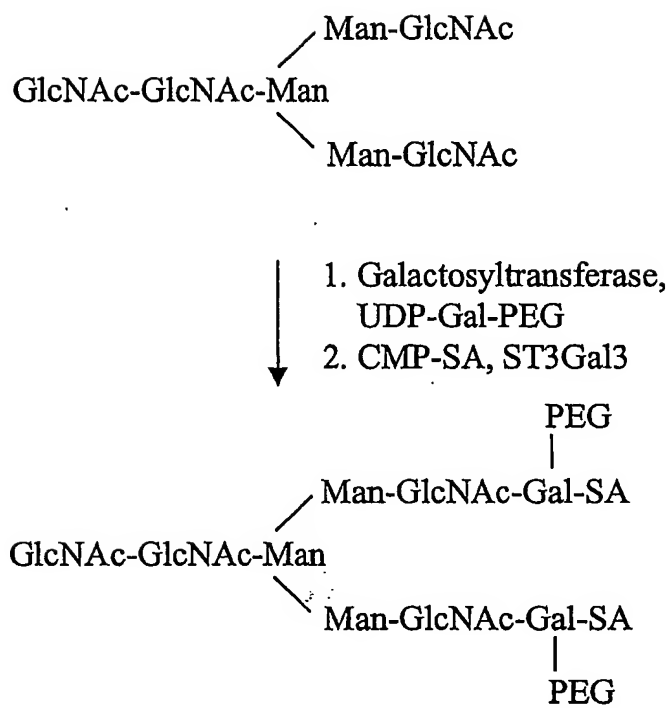 Man-GlcNAc
GlcNAc-GlcNAc-Man
Man-GlcNAc
1. Galactosyltransferase,
UDP-Gal-PEG
2. CMP-SA, ST3Gal3
PEG
Man-GlcNAc-Gal-SA
GlcNAc-GlcNAc-Man
Man-GlcNAc-Gal-SA
PEG